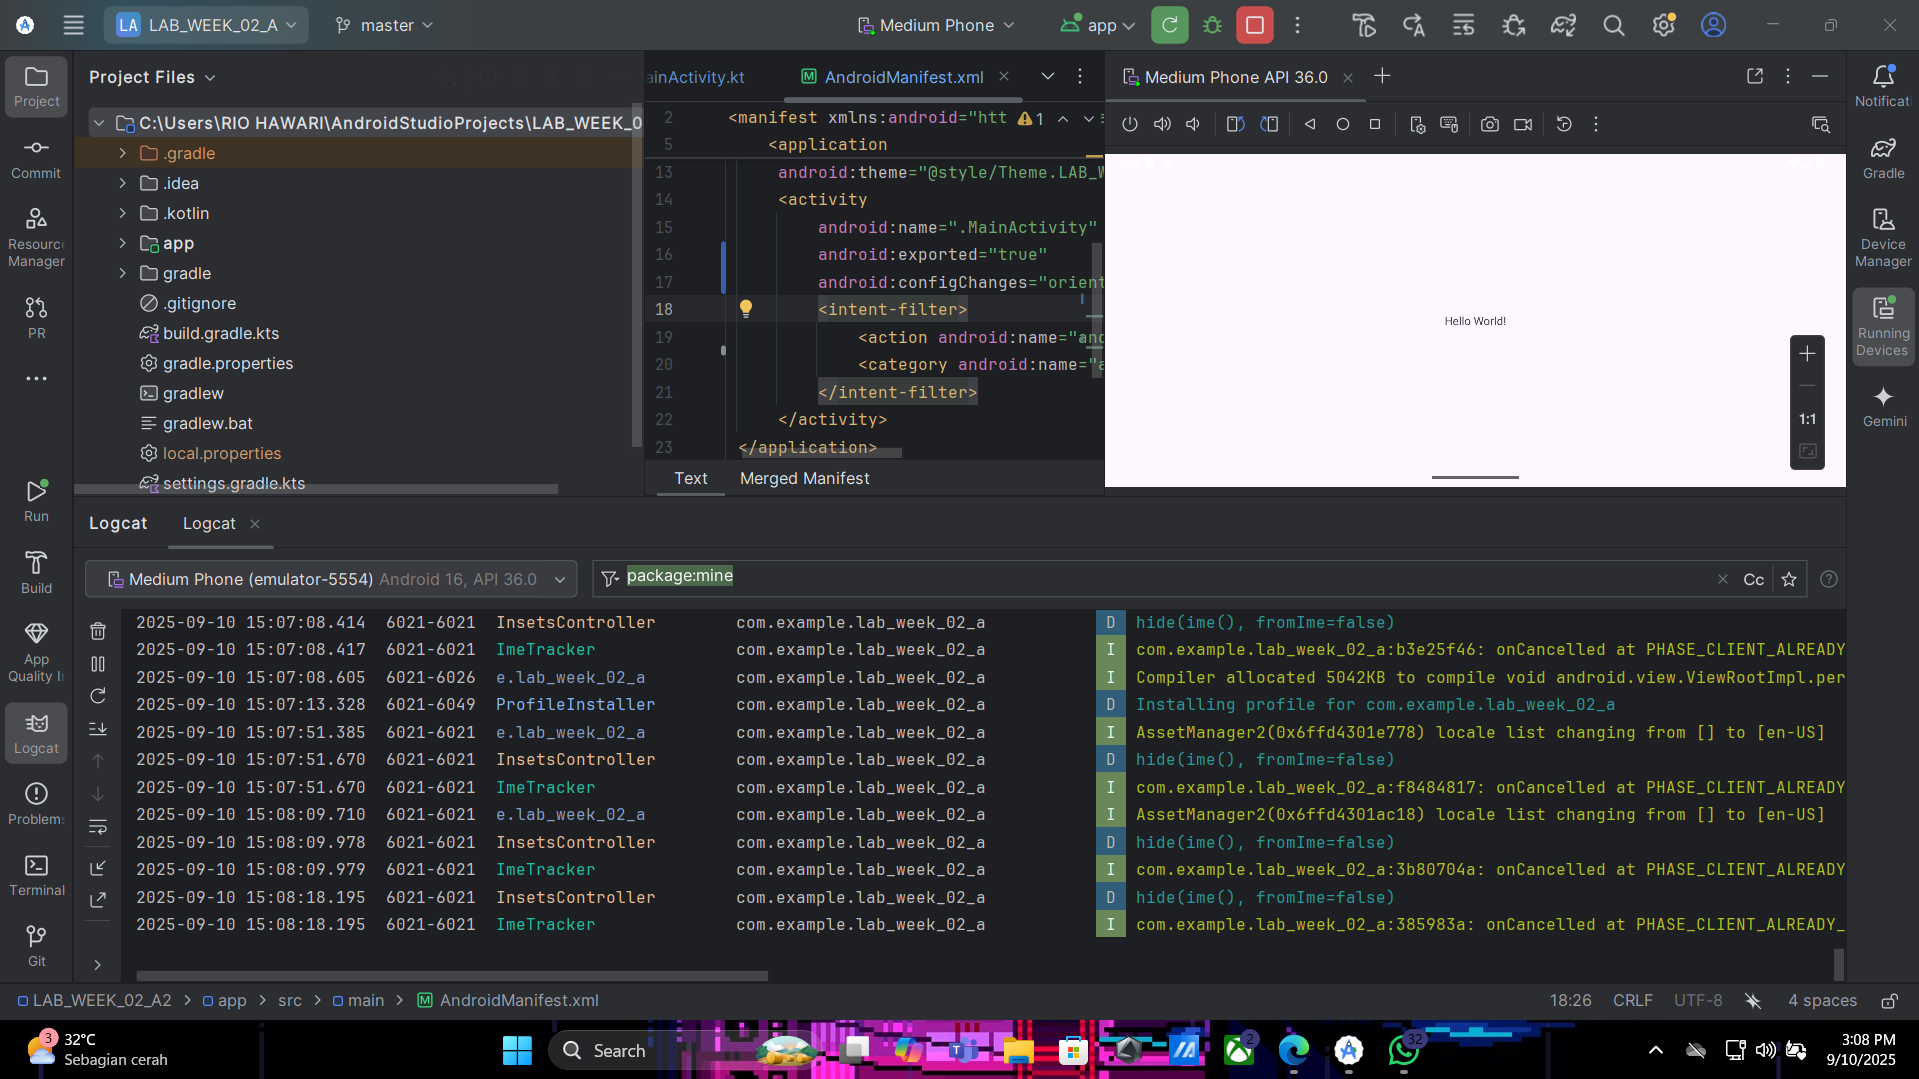 LA LAB_WEEK_02_A
master
Medium Phone
app
Project
Commit
Resource
Manager
PR
Run
Build
App
Quality I
Logcat
Problems
Terminal
Git
Project Files
C:\Users\RIO HAWARI\AndroidStudioProjects\LAB_WEEK_0
.gradle
.idea
.kotlin
app
gradle
.gitignore
build.gradle.kts
gradle.properties
gradlew
gradlew.bat
local.properties
settings.gradle.kts
ainActivity.kt
M AndroidManifest.xml
2 <manifest xmlns:android="htt 1
5 <application
13 android:theme="@style/Theme.LAB_W
14 <activity
15 android:name=".MainActivity"
16 android:exported="true"
17 android:configChanges="orient
18 <intent-filter>
19 <action android:name="and
20 <category android:name="a
21 </intent-filter>
22 </activity>
23 </application>
Text Merged Manifest
Medium Phone API 36.0
Hello World!
1:1
Notificat
Gradle
Device
Manager
Running
Devices
Gemini
Logcat Logcat
Medium Phone (emulator-5554) Android 16, API 36.0
package:mine
Cc
2025-09-10 15:07:08.414 6021-6021 InsetsController com.example.lab_week_02_a D hide(ime(), fromIme=false)
2025-09-10 15:07:08.417 6021-6021 ImeTracker com.example.lab_week_02_a I com.example.lab_week_02_a:b3e25f46: onCancelled at PHASE_CLIENT_ALREADY
2025-09-10 15:07:08.605 6021-6026 e.lab_week_02_a com.example.lab_week_02_a I Compiler allocated 5042KB to compile void android.view.ViewRootImpl.per
2025-09-10 15:07:13.328 6021-6049 ProfileInstaller com.example.lab_week_02_a D Installing profile for com.example.lab_week_02_a
2025-09-10 15:07:51.385 6021-6021 e.lab_week_02_a com.example.lab_week_02_a I AssetManager2(0x6ffd4301e778) locale list changing from [] to [en-US]
2025-09-10 15:07:51.670 6021-6021 InsetsController com.example.lab_week_02_a D hide(ime(), fromIme=false)
2025-09-10 15:07:51.670 6021-6021 ImeTracker com.example.lab_week_02_a I com.example.lab_week_02_a:f8484817: onCancelled at PHASE_CLIENT_ALREADY
2025-09-10 15:08:09.710 6021-6021 e.lab_week_02_a com.example.lab_week_02_a I AssetManager2(0x6ffd4301ac18) locale list changing from [] to [en-US]
2025-09-10 15:08:09.978 6021-6021 InsetsController com.example.lab_week_02_a D hide(ime(), fromIme=false)
2025-09-10 15:08:09.979 6021-6021 ImeTracker com.example.lab_week_02_a I com.example.lab_week_02_a:3b80704a: onCancelled at PHASE_CLIENT_ALREADY
2025-09-10 15:08:18.195 6021-6021 InsetsController com.example.lab_week_02_a D hide(ime(), fromIme=false)
2025-09-10 15:08:18.195 6021-6021 ImeTracker com.example.lab_week_02_a I com.example.lab_week_02_a:385983a: onCancelled at PHASE_CLIENT_ALREADY_
LAB_WEEK_02_A2 > app > src > main > M AndroidManifest.xml
18:26 CRLF UTF-8 4 spaces
3
32°C
Sebagian cerah
Search
2
32
3:08 PM
9/10/2025